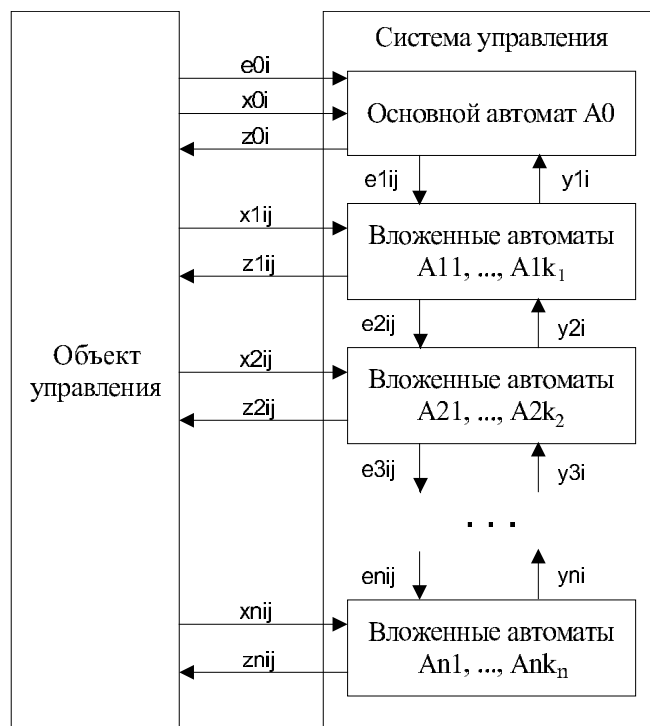 Система управления
e0i
x0i
z0i
Основной автомат A0
e1ij
y1i
x1ij
z1ij
Вложенные автоматы
A11, ..., A1k₁
e2ij
y2i
Объект
управления
x2ij
z2ij
Вложенные автоматы
A21, ..., A2k₂
e3ij
y3i
. . .
enij
yni
xnij
znij
Вложенные автоматы
An1, ..., Ankₙ